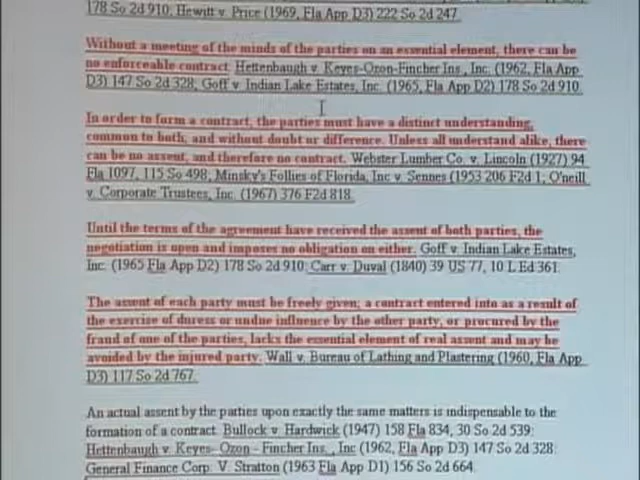 178 So 2d 910, Hewitt v. Price (1969, Fla App D3) 222 So 2d 247.
Without a meeting of the minds of the parties on an essential element, there can be
no enforceable contract. Hettenbaugh v. Keyes-Ozon-Fincher Ins., Inc. (1962, Fla App
D3) 147 So 2d 328, Goff v. Indian Lake Estates, Inc. (1965, Fla App D2) 178 So 2d 910.
In order to form a contract, the parties must have a distinct understanding,
common to both, and without doubt or difference. Unless all understand alike, there
can be no assent, and therefore no contract. Webster Lumber Co. v. Lincoln (1927) 94
Fla 1097, 115 So 498, Minsky's Follies of Florida, Inc v. Sennes (1953 206 F2d 1; O'neill
v. Corporate Trustees, Inc. (1967) 376 F2d 818.
Until the terms of the agreement have received the assent of both parties, the
negotiation is open and imposes no obligation on either. Goff v. Indian Lake Estates,
Inc. (1965 Fla App D2) 178 So 2d 910; Carr v. Duval (1840) 39 US 77, 10 L Ed 361.
The assent of each party must be freely given; a contract entered into as a result of
the exercise of duress or undue influence by the other party, or procured by the
fraud of one of the parties, lacks the essential element of real assent and may be
avoided by the injured party. Wall v. Bureau of Lathing and Plastering (1960, Fla App
D3) 117 So 2d 767.
An actual assent by the parties upon exactly the same matters is indispensable to the
formation of a contract. Bullock v. Hardwick (1947) 158 Fla 834, 30 So 2d 539;
Hettenbaugh v. Keyes- Ozon - Fincher Ins., Inc (1962, Fla App D3) 147 So 2d 328;
General Finance Corp. V. Stratton (1963 Fla App D1) 156 So 2d 664.